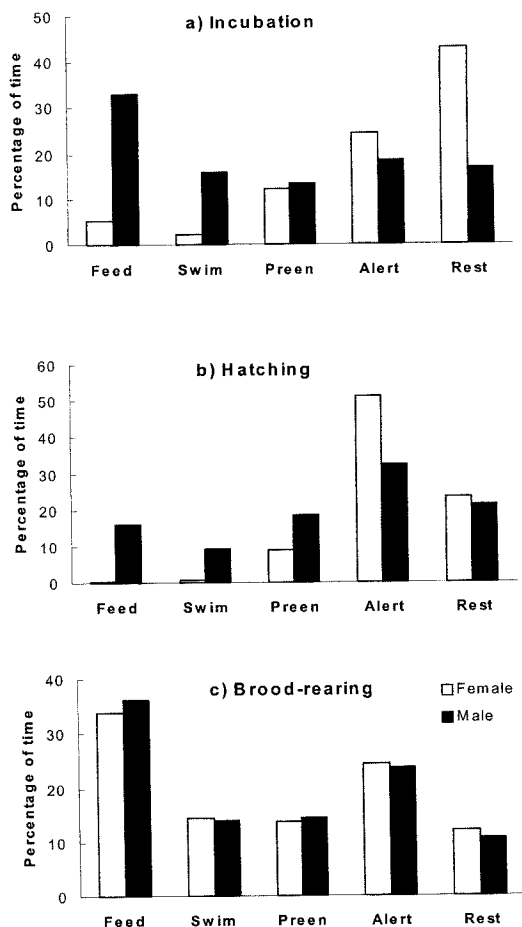 a) Incubation
Percentage of time
50
40
30
20
10
0
Feed Swim Preen Alert Rest
b) Hatching
Percentage of time
60
50
40
30
20
10
0
Feed Swim Preen Alert Rest
c) Brood-rearing
Female
Male
Percentage of time
40
30
20
10
0
Feed Swim Preen Alert Rest